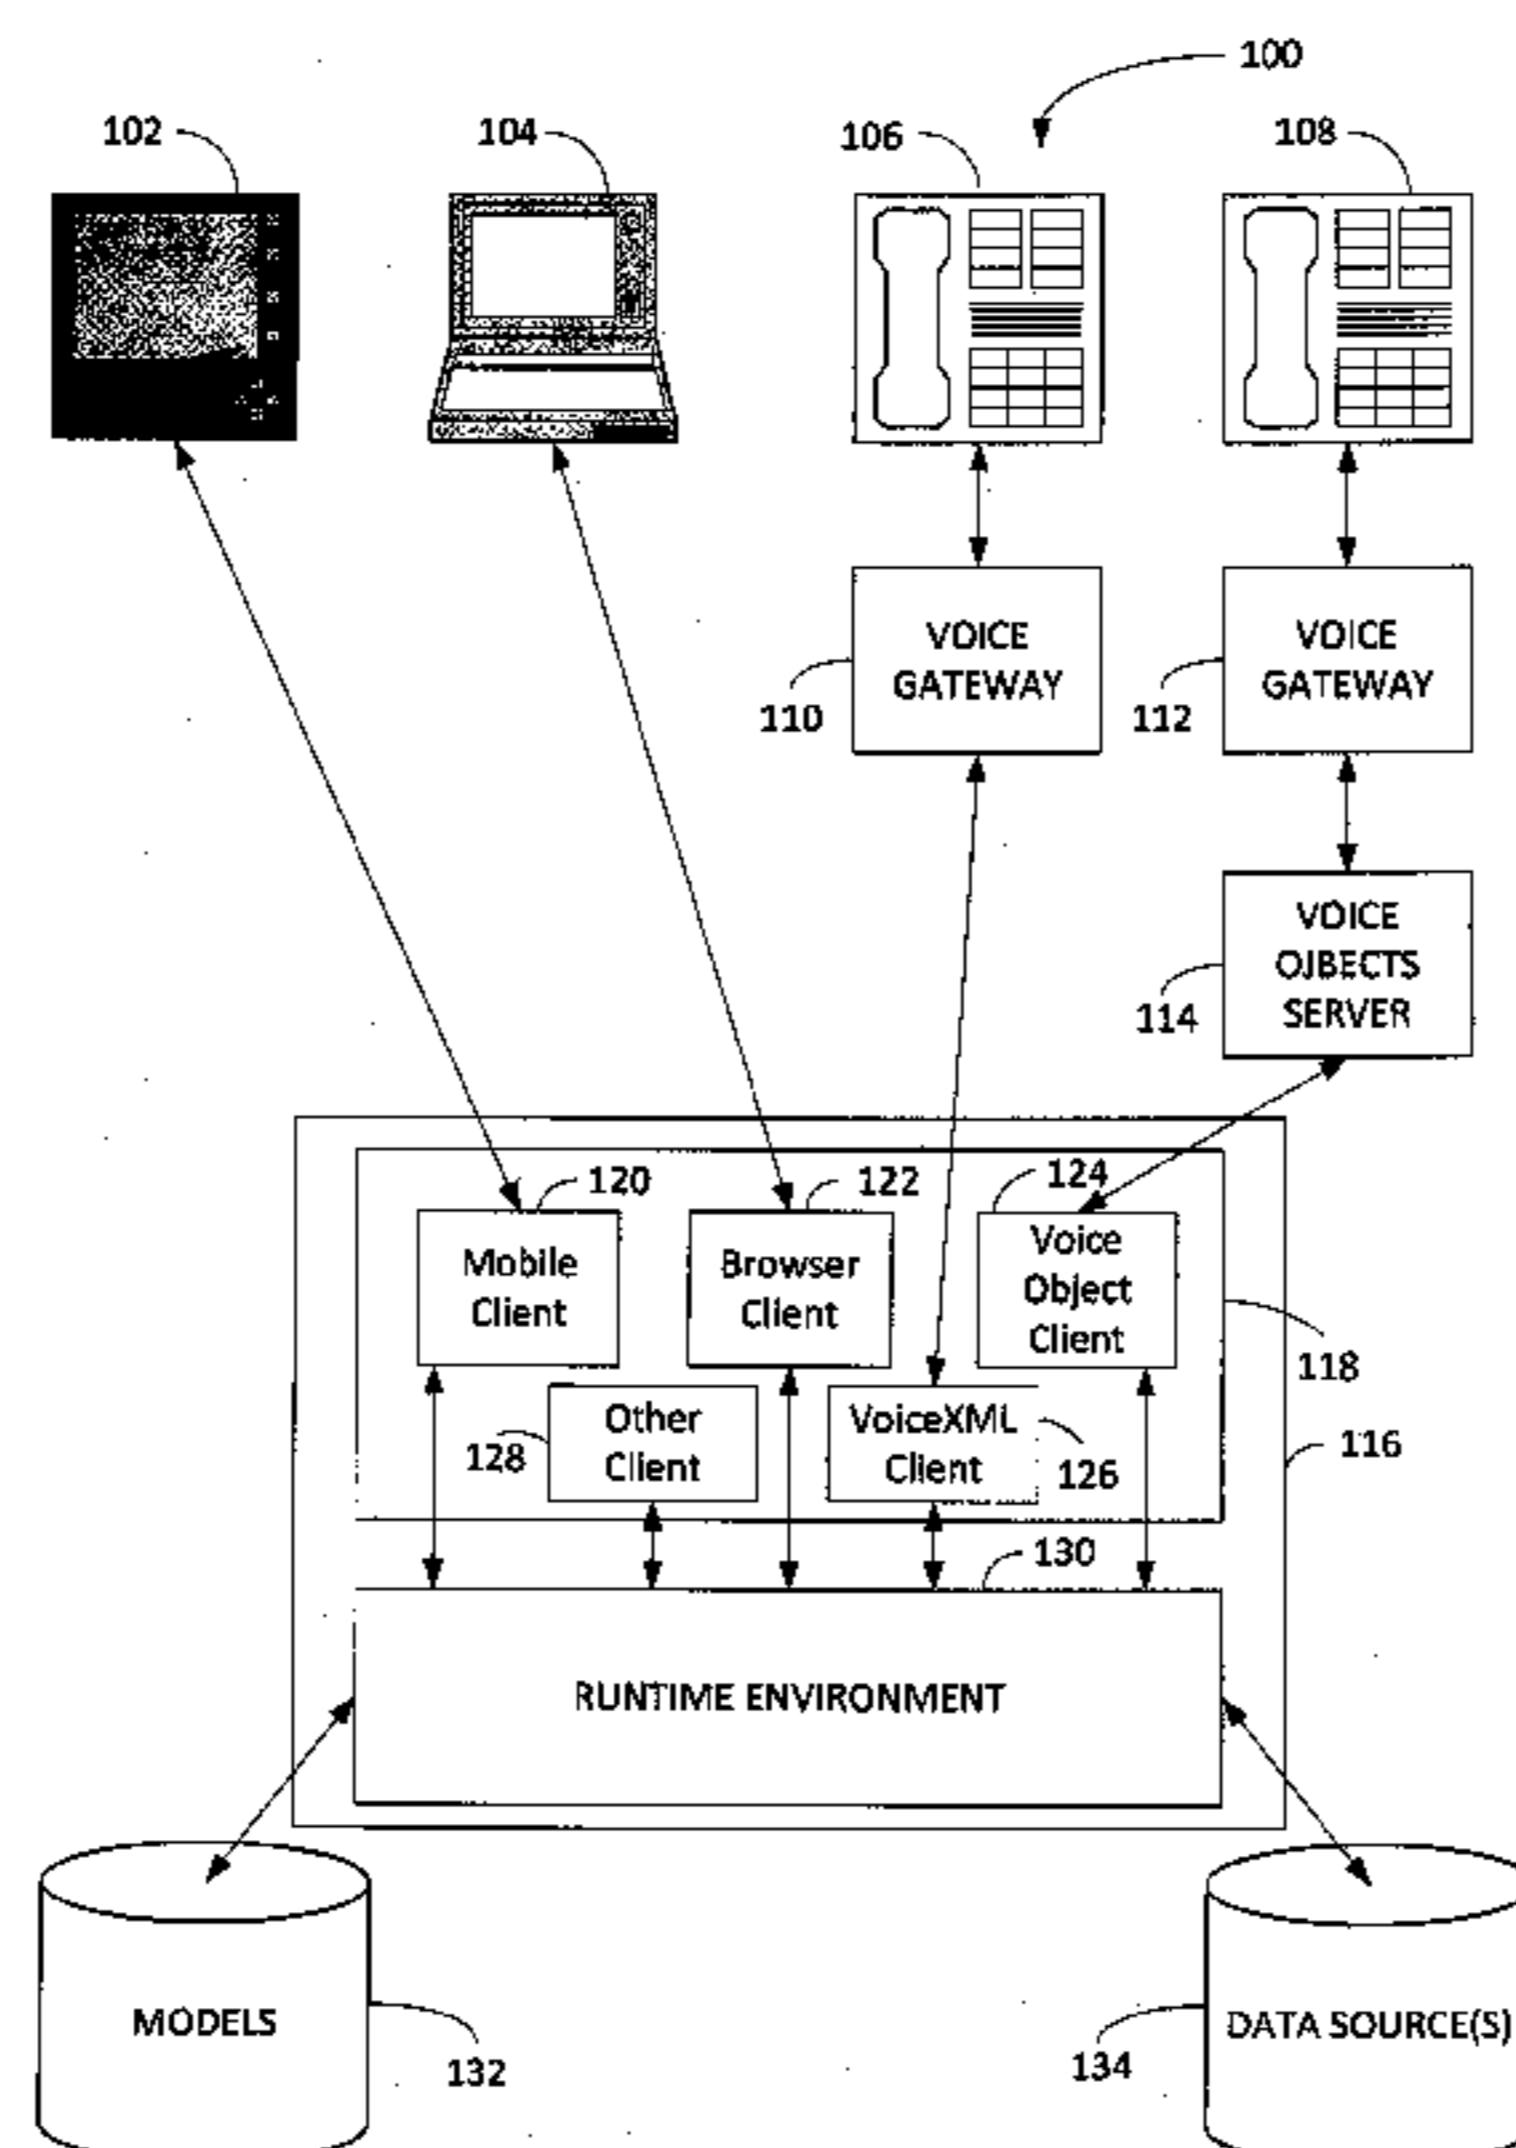 100
102
104
106
108
VOICE
GATEWAY
110
VOICE
GATEWAY
112
VOICE
OJBECTS
SERVER
114
120
122
124
Mobile
Client
Browser
Client
Voice
Object
Client
118
Other
Client
128
VoiceXML
Client
126
116
130
RUNTIME ENVIRONMENT
MODELS
132
DATA SOURCE(S)
134